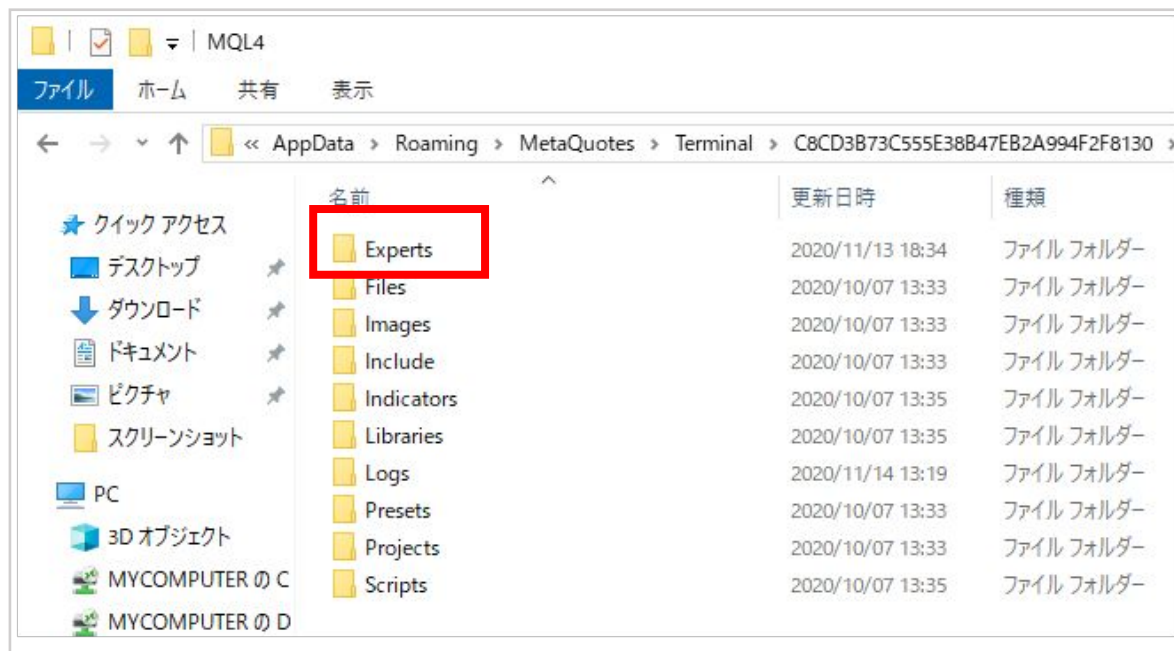 MQL4
ファイル ホーム 共有 表示
« AppData › Roaming › MetaQuotes › Terminal › C8CD3B73C555E38B47EB2A994F2F8130 ›
名前 更新日時 種類
クイック アクセス
デスクトップ
ダウンロード
ドキュメント
ピクチャ
スクリーンショット
PC
3D オブジェクト
MYCOMPUTER の C
MYCOMPUTER の D
Experts 2020/11/13 18:34 ファイル フォルダー
Files 2020/10/07 13:33 ファイル フォルダー
Images 2020/10/07 13:33 ファイル フォルダー
Include 2020/10/07 13:33 ファイル フォルダー
Indicators 2020/10/07 13:35 ファイル フォルダー
Libraries 2020/10/07 13:35 ファイル フォルダー
Logs 2020/11/14 13:19 ファイル フォルダー
Presets 2020/10/07 13:33 ファイル フォルダー
Projects 2020/10/07 13:33 ファイル フォルダー
Scripts 2020/10/07 13:35 ファイル フォルダー